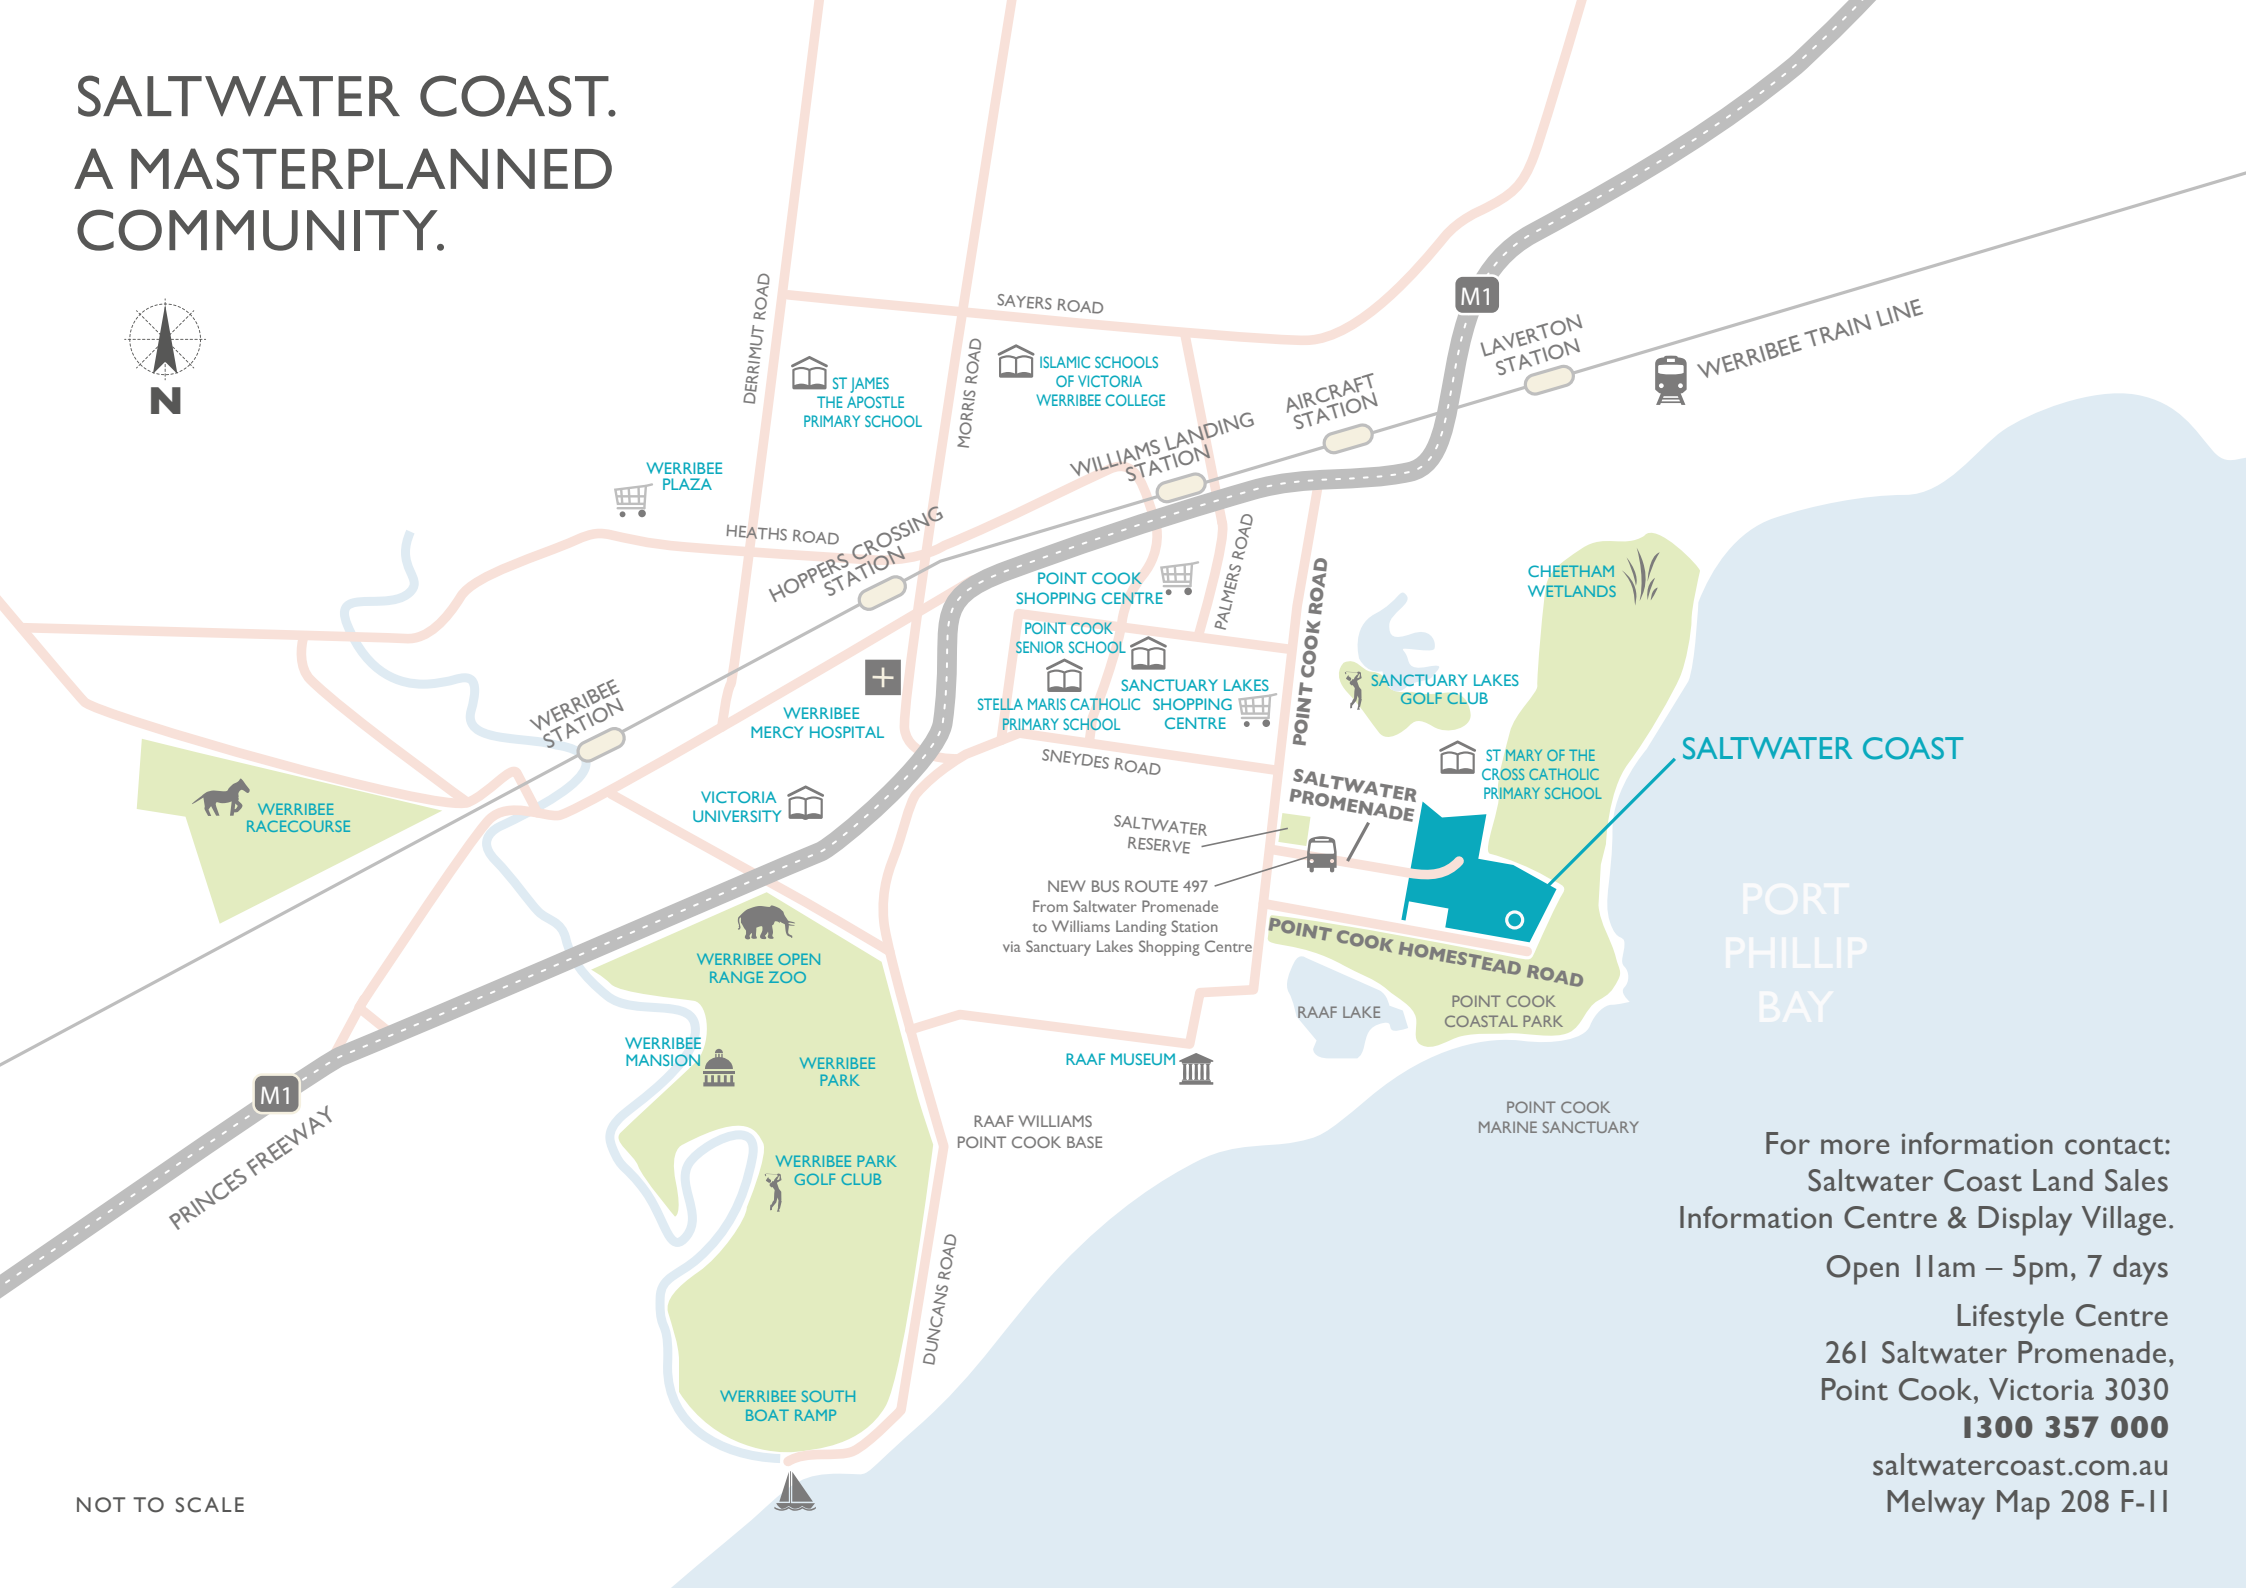 SALTWATER COAST.
A MASTERPLANNED
COMMUNITY.
N
DERRIMUT ROAD
SAYERS ROAD
MORRIS ROAD
ST JAMES
THE APOSTLE
PRIMARY SCHOOL
ISLAMIC SCHOOLS
OF VICTORIA
WERRIBEE COLLEGE
M1
LAVERTON
STATION
WERRIBEE TRAIN LINE
AIRCRAFT
STATION
WILLIAMS LANDING
STATION
WERRIBEE
PLAZA
HEATHS ROAD
HOPPERS CROSSING
STATION
POINT COOK
SHOPPING CENTRE
PALMERS ROAD
POINT COOK ROAD
CHEETHAM
WETLANDS
POINT COOK
SENIOR SCHOOL
STELLA MARIS CATHOLIC
PRIMARY SCHOOL
SANCTUARY LAKES
SHOPPING
CENTRE
SANCTUARY LAKES
GOLF CLUB
WERRIBEE
STATION
WERRIBEE
MERCY HOSPITAL
SNEYDES ROAD
ST MARY OF THE
CROSS CATHOLIC
PRIMARY SCHOOL
SALTWATER COAST
SALTWATER
PROMENADE
WERRIBEE
RACECOURSE
VICTORIA
UNIVERSITY
SALTWATER
RESERVE
NEW BUS ROUTE 497
From Saltwater Promenade
to Williams Landing Station
via Sanctuary Lakes Shopping Centre
POINT COOK HOMESTEAD ROAD
PORT
PHILLIP
BAY
WERRIBEE OPEN
RANGE ZOO
RAAF LAKE
POINT COOK
COASTAL PARK
WERRIBEE
MANSION
WERRIBEE
PARK
RAAF MUSEUM
M1
PRINCES FREEWAY
RAAF WILLIAMS
POINT COOK BASE
POINT COOK
MARINE SANCTUARY
WERRIBEE PARK
GOLF CLUB
DUNCANS ROAD
WERRIBEE SOUTH
BOAT RAMP
For more information contact:
Saltwater Coast Land Sales
Information Centre & Display Village.
Open 11am – 5pm, 7 days
Lifestyle Centre
261 Saltwater Promenade,
Point Cook, Victoria 3030
1300 357 000
saltwatercoast.com.au
Melway Map 208 F-11
NOT TO SCALE